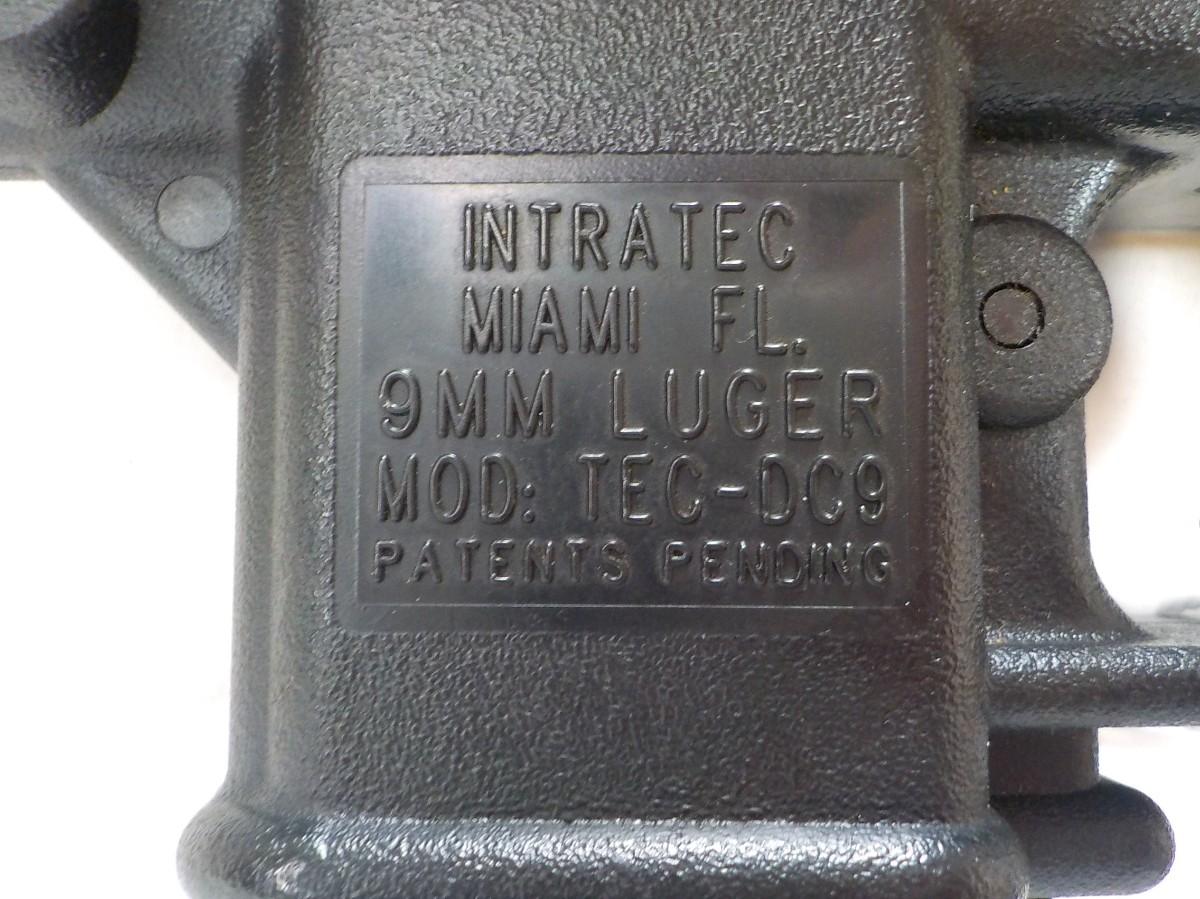 INTRATEC
MIAMI FL.
9MM LUGER
MOD: TEC-DC9
PATENTS PENDING